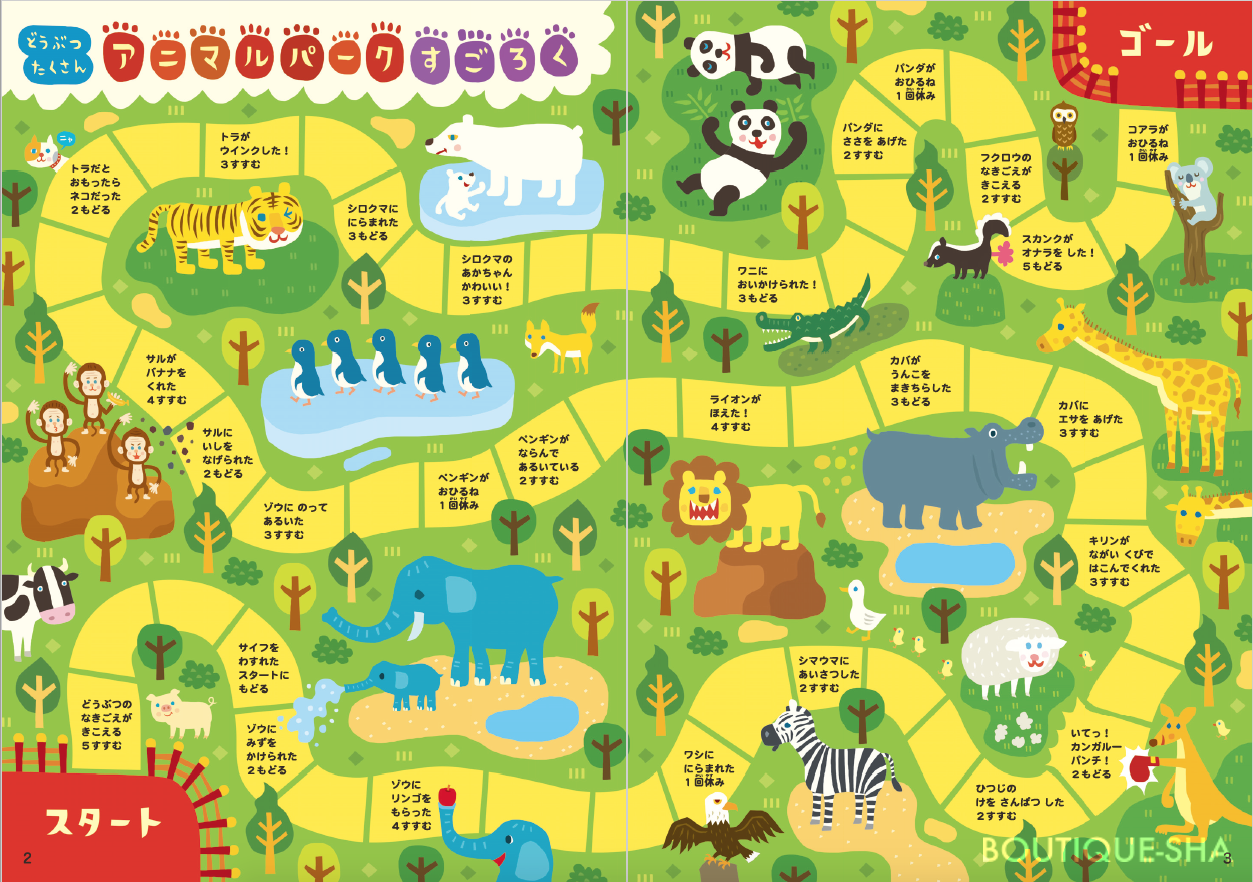 どうぶつ
たくさん
アニマルパークすごろく
ゴール
ニャ
トラだと
おもったら
ネコだった
2もどる
トラが
ウインクした！
3すすむ
シロクマに
にらまれた
3もどる
シロクマの
あかちゃん
かわいい！
3すすむ
サルが
バナナを
くれた
4すすむ
サルに
いしを
なげられた
2もどる
ゾウに のって
あるいた
3すすむ
ペンギンが
おひるね
1回休み
ペンギンが
ならんで
あるいている
2すすむ
サイフを
わすれた
スタートに
もどる
どうぶつの
なきごえが
きこえる
5すすむ
ゾウに
みずを
かけられた
2もどる
ゾウに
リンゴを
もらった
4すすむ
スタート
2
パンダが
おひるね
1回休み
パンダに
ささを あげた
2すすむ
フクロウの
なきごえが
きこえる
2すすむ
コアラが
おひるね
1回休み
スカンクが
オナラを した！
5もどる
ワニに
おいかけられた！
3もどる
ライオンが
ほえた！
4すすむ
カバが
うんこを
まきちらした
3もどる
カバに
エサを あげた
3すすむ
キリンが
ながい くびで
はこんでくれた
3すすむ
シマウマに
あいさつした
2すすむ
ワシに
にらまれた
1回休み
いてっ！
カンガルー
パンチ！
2もどる
ひつじの
けを さんぱつ した
2すすむ
BOUTIQUE-SHA
3